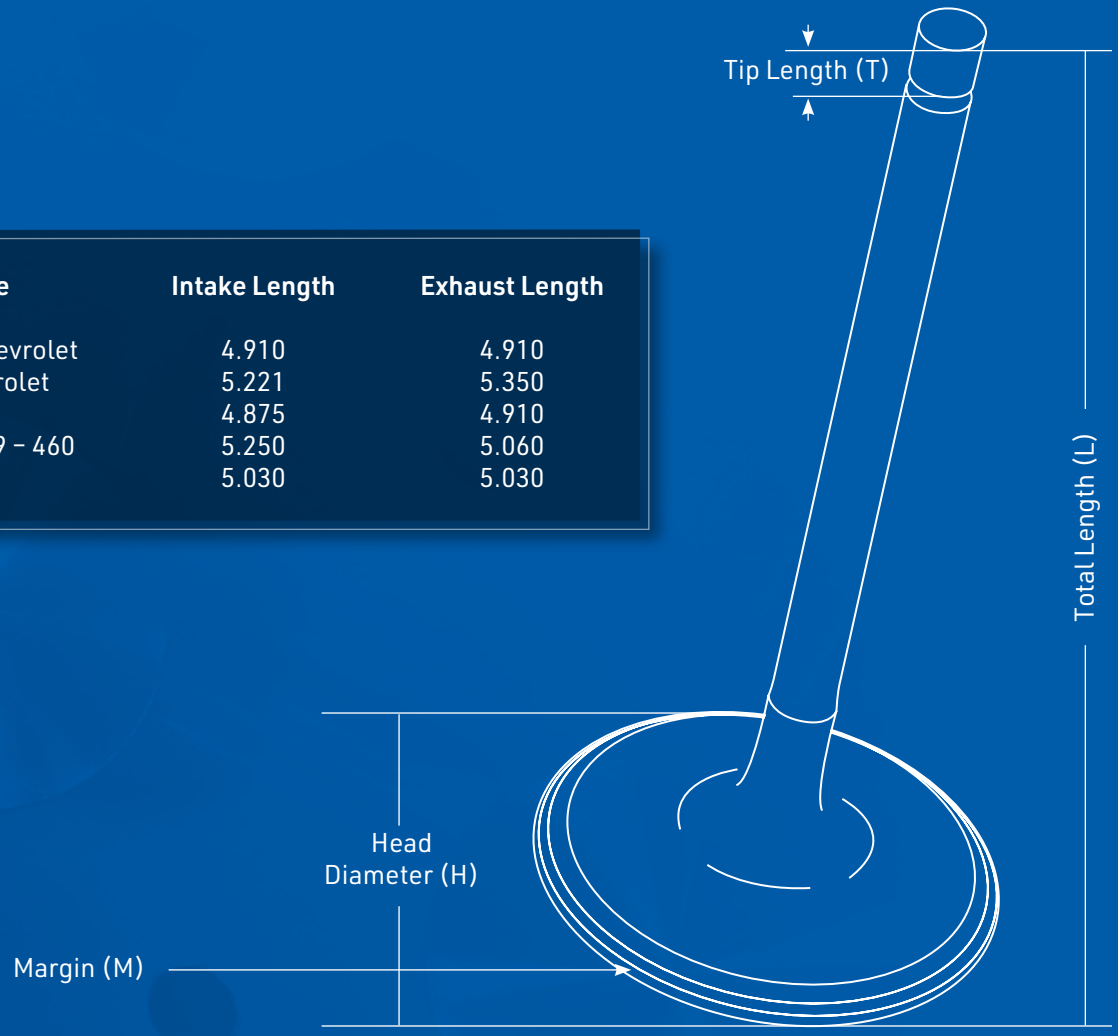 Tip Length (T)
Intake Length Exhaust Length
4.910 4.910
5.221 5.350
4.875 4.910
– 460 5.250 5.060
5.030 5.030
Total Length (L)
Head
Diameter (H)
Margin (M)